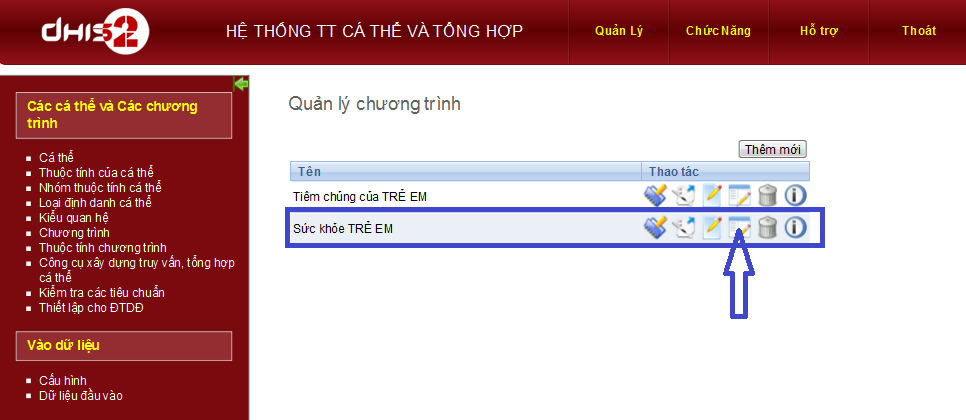 DHIS2
HỆ THỐNG TT CÁ THỂ VÀ TỔNG HỢP
Quản Lý
Chức Năng
Hỗ trợ
Thoát
Các cá thể và Các chương
trình
Cá thể
Thuộc tính của cá thể
Nhóm thuộc tính cá thể
Loại định danh cá thể
Kiểu quan hệ
Chương trình
Thuộc tính chương trình
Công cụ xây dựng truy vấn, tổng hợp
cá thể
Kiểm tra các tiêu chuẩn
Thiết lập cho ĐTDĐ
Vào dữ liệu
Cấu hình
Dữ liệu đầu vào
Quản lý chương trình
Thêm mới
Tên Thao tác
Tiêm chủng của TRẺ EM
Sức khỏe TRẺ EM